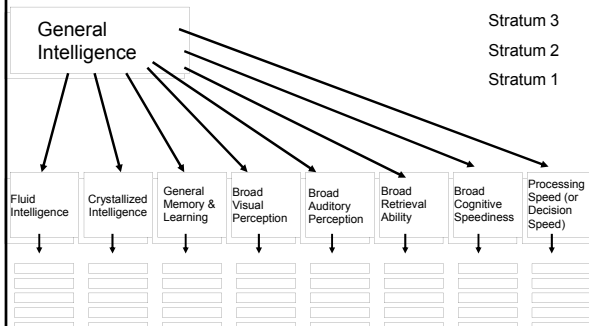 General
Intelligence
Stratum 3
Stratum 2
Stratum 1
Fluid
Intelligence
Crystallized
Intelligence
General
Memory &
Learning
Broad
Visual
Perception
Broad
Auditory
Perception
Broad
Retrieval
Ability
Broad
Cognitive
Speediness
Processing
Speed (or
Decision
Speed)